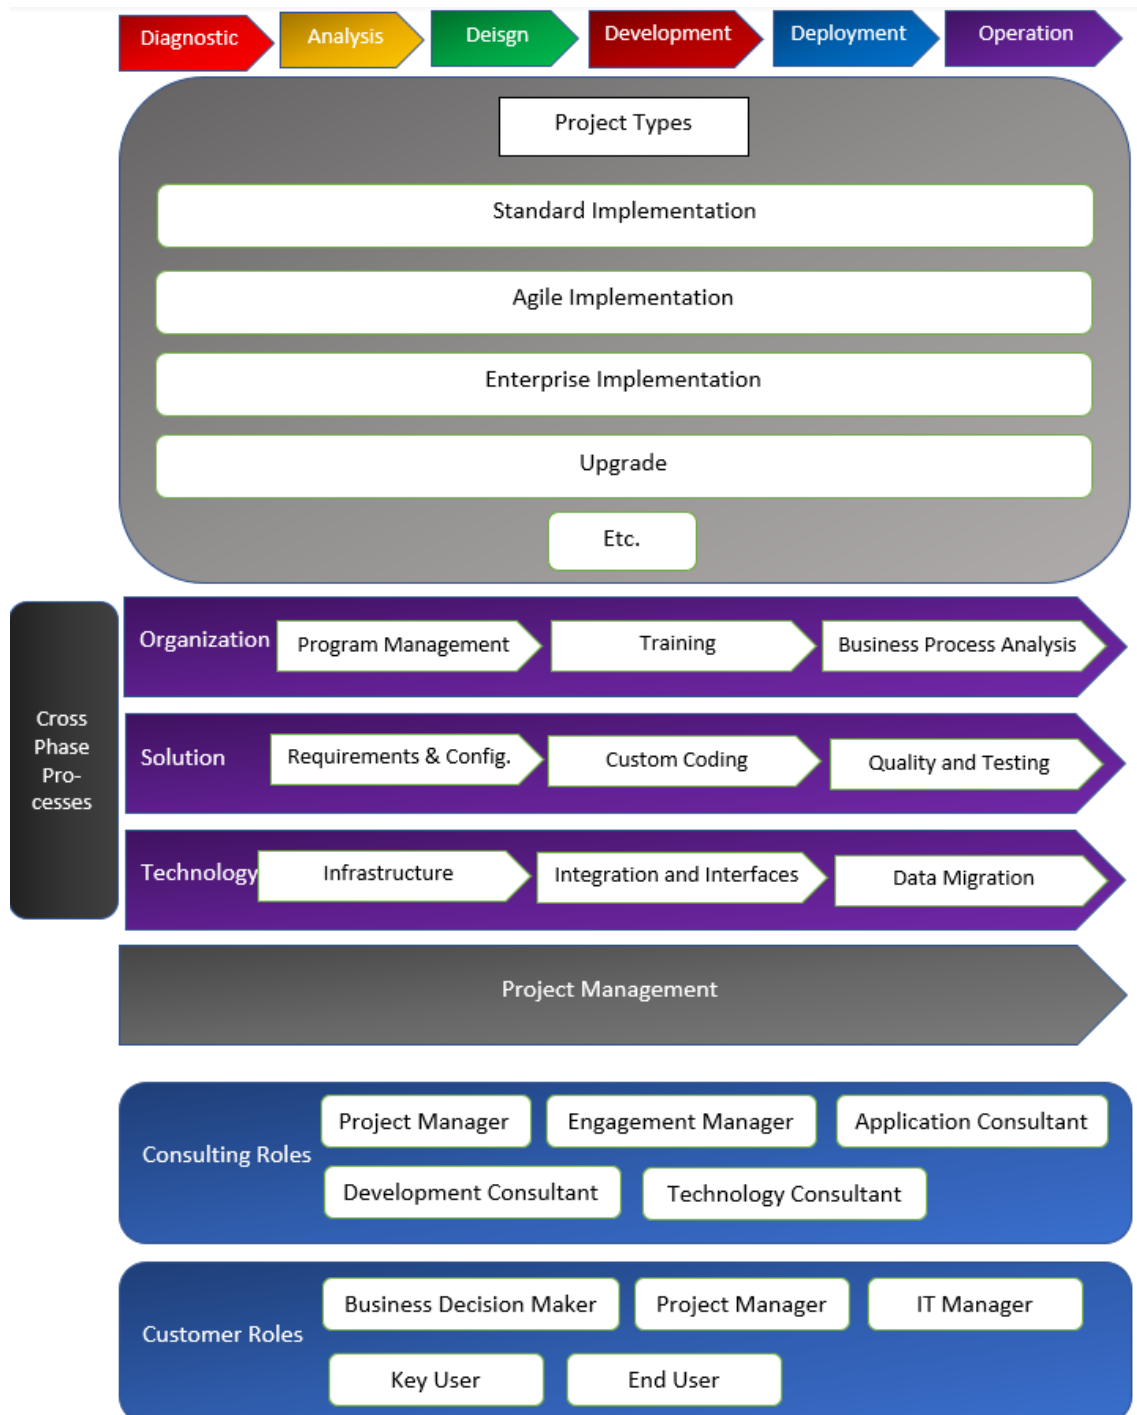 Diagnostic
Analysis
Deisgn
Development
Deployment
Operation
Project Types
Standard Implementation
Agile Implementation
Enterprise Implementation
Upgrade
Etc.
Cross
Phase
Pro-
cesses
Organization
Program Management
Training
Business Process Analysis
Solution
Requirements & Config.
Custom Coding
Quality and Testing
Technology
Infrastructure
Integration and Interfaces
Data Migration
Project Management
Consulting Roles
Project Manager
Engagement Manager
Application Consultant
Development Consultant
Technology Consultant
Customer Roles
Business Decision Maker
Project Manager
IT Manager
Key User
End User